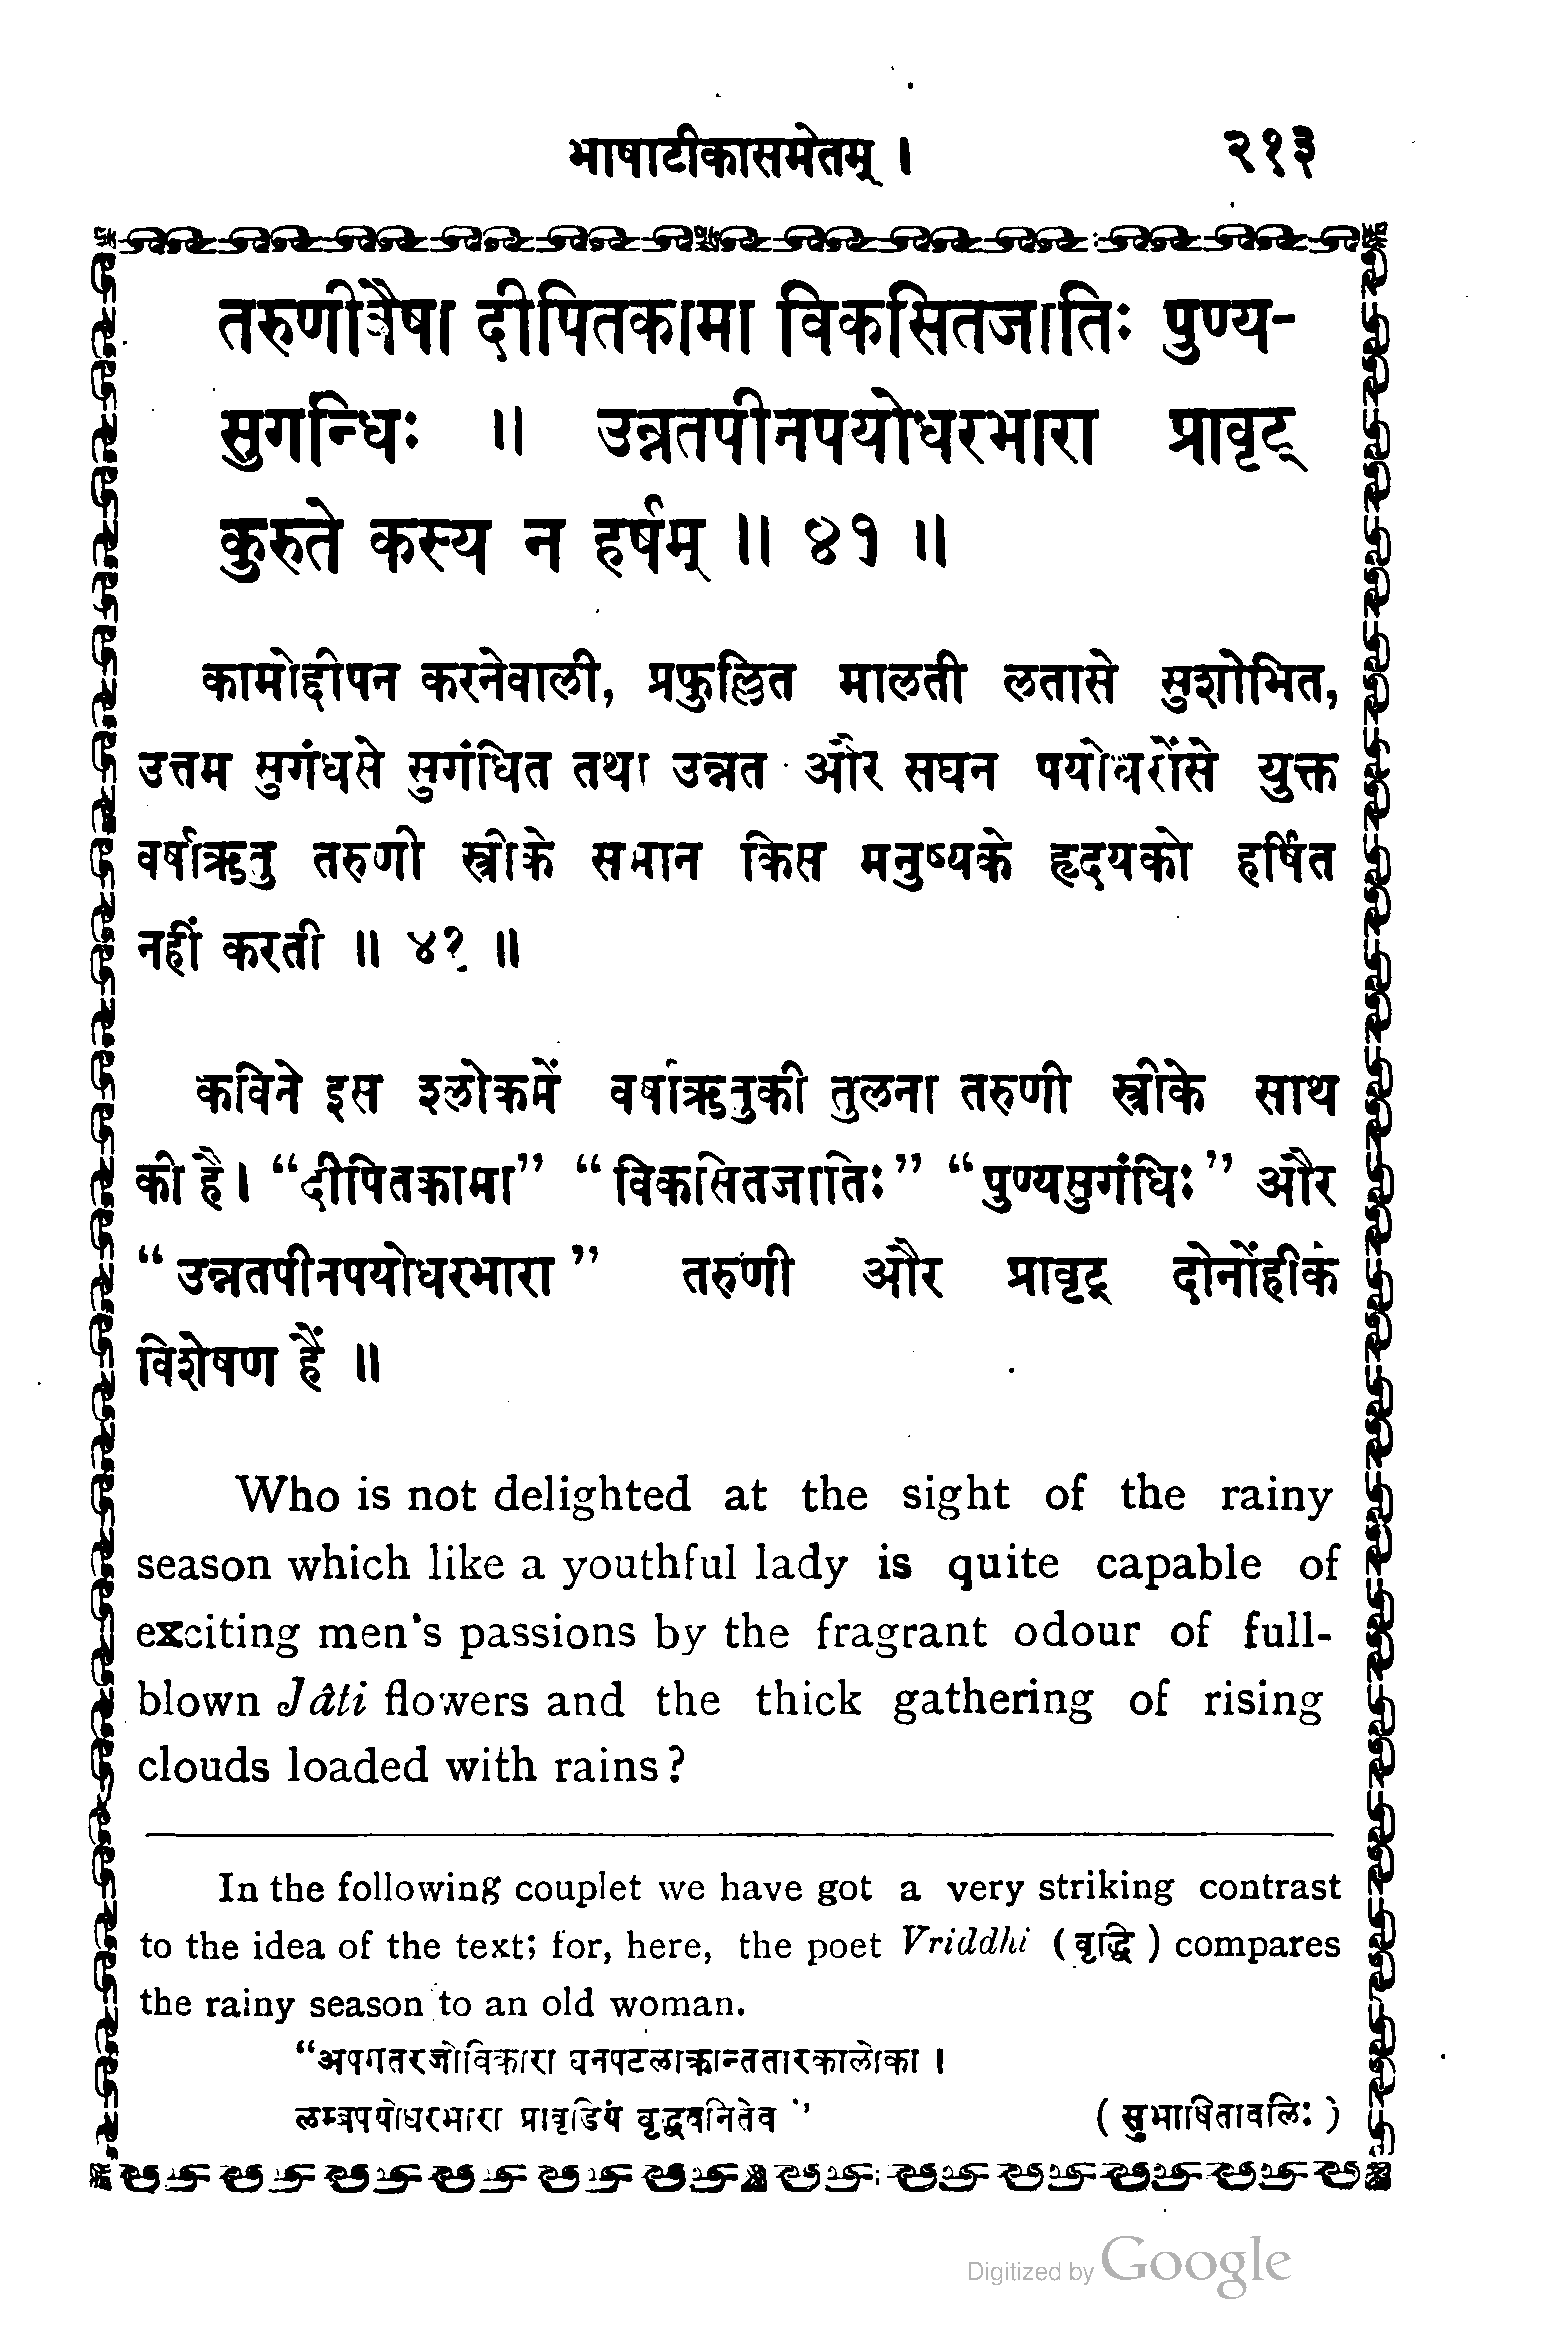 भाषाटीकासमेतम् । २१३
तरुणीवैषा दीपितकामा विकसितजातिः पुण्य-
सुगन्धिः ॥ उन्नतपीनपयोधरभारा प्रावृट्
कुरुते कस्य न हर्षम् ॥ ४१ ॥
कामोद्दीपन करनेवाली, प्रफुल्लित मालती लतासे सुशोभित,
उत्तम सुगंधसे सुगंधित तथा उन्नत और सघन पयोधरोंसे युक्त
वर्षाऋतु तरुणी स्त्रीके समान किस मनुष्यके हृदयको हर्षित
नहीं करती ॥ ४१ ॥
कविने इस श्लोकमें वर्षाऋतुकी तुलना तरुणी स्त्रीके साथ
की है। “दीपितकामा” “विकसितजातिः” “पुण्यसुगंधिः” और
“उन्नतपीनपयोधरभारा” तरुणी और प्रावृट् दोनोंहीके
विशेषण हैं ॥
Who is not delighted at the sight of the rainy
season which like a youthful lady is quite capable of
exciting men's passions by the fragrant odour of full-
blown Jâti flowers and the thick gathering of rising
clouds loaded with rains?
In the following couplet we have got a very striking contrast
to the idea of the text; for, here, the poet Vriddhi (वृद्धि) compares
the rainy season to an old woman.
“अपगतरजोविकारा घनपटलाक्रान्ततारकालोका ।
लम्बपयोधरभारा प्रावृडियं वृद्धवनितेव” (सुभाषितावलिः)
Digitized by Google